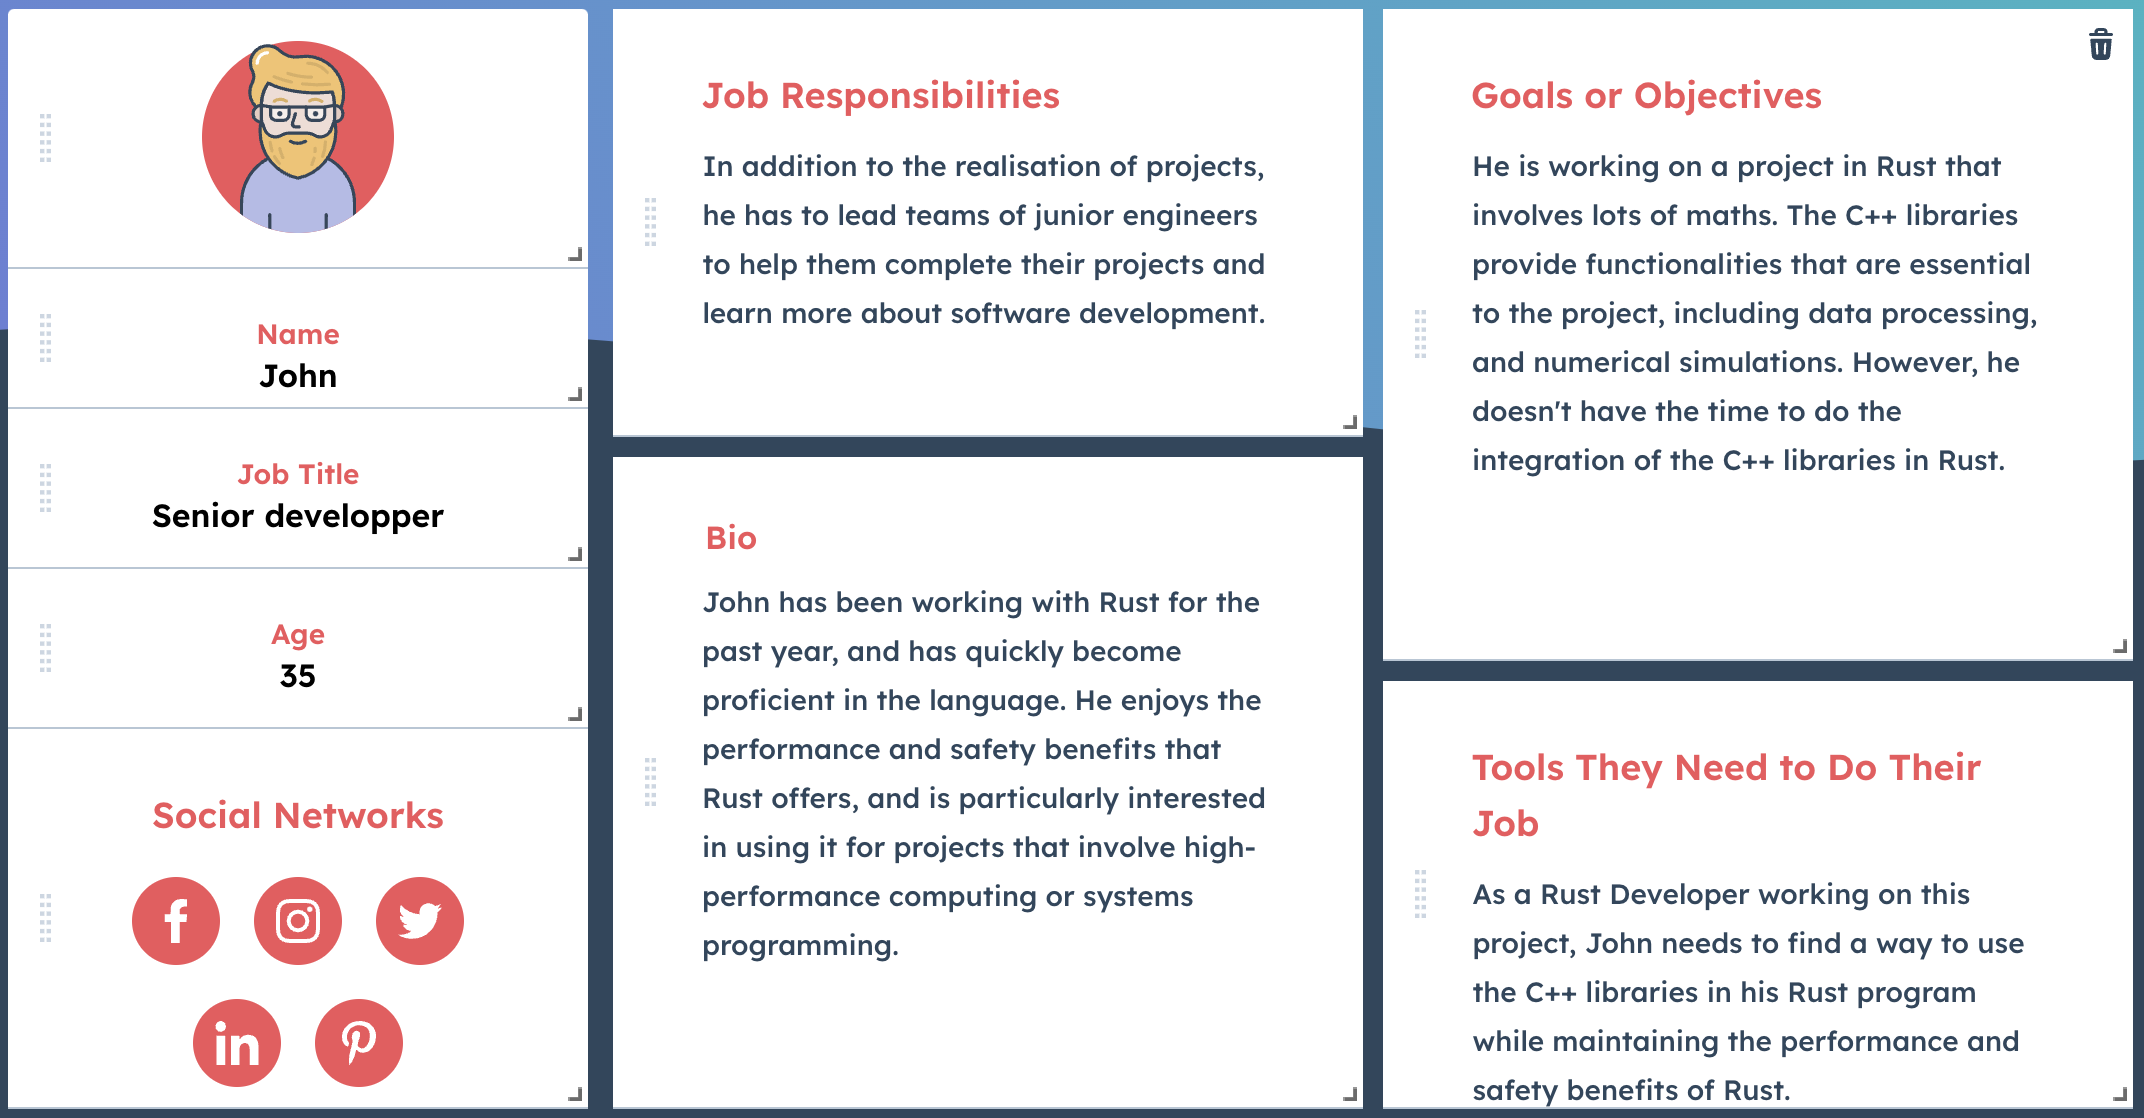 Name
John
Job Title
Senior developper
Age
35
Social Networks
Job Responsibilities
In addition to the realisation of projects,
he has to lead teams of junior engineers
to help them complete their projects and
learn more about software development.
Bio
John has been working with Rust for the
past year, and has quickly become
proficient in the language. He enjoys the
performance and safety benefits that
Rust offers, and is particularly interested
in using it for projects that involve high-
performance computing or systems
programming.
Goals or Objectives
He is working on a project in Rust that
involves lots of maths. The C++ libraries
provide functionalities that are essential
to the project, including data processing,
and numerical simulations. However, he
doesn't have the time to do the
integration of the C++ libraries in Rust.
Tools They Need to Do Their
Job
As a Rust Developer working on this
project, John needs to find a way to use
the C++ libraries in his Rust program
while maintaining the performance and
safety benefits of Rust.